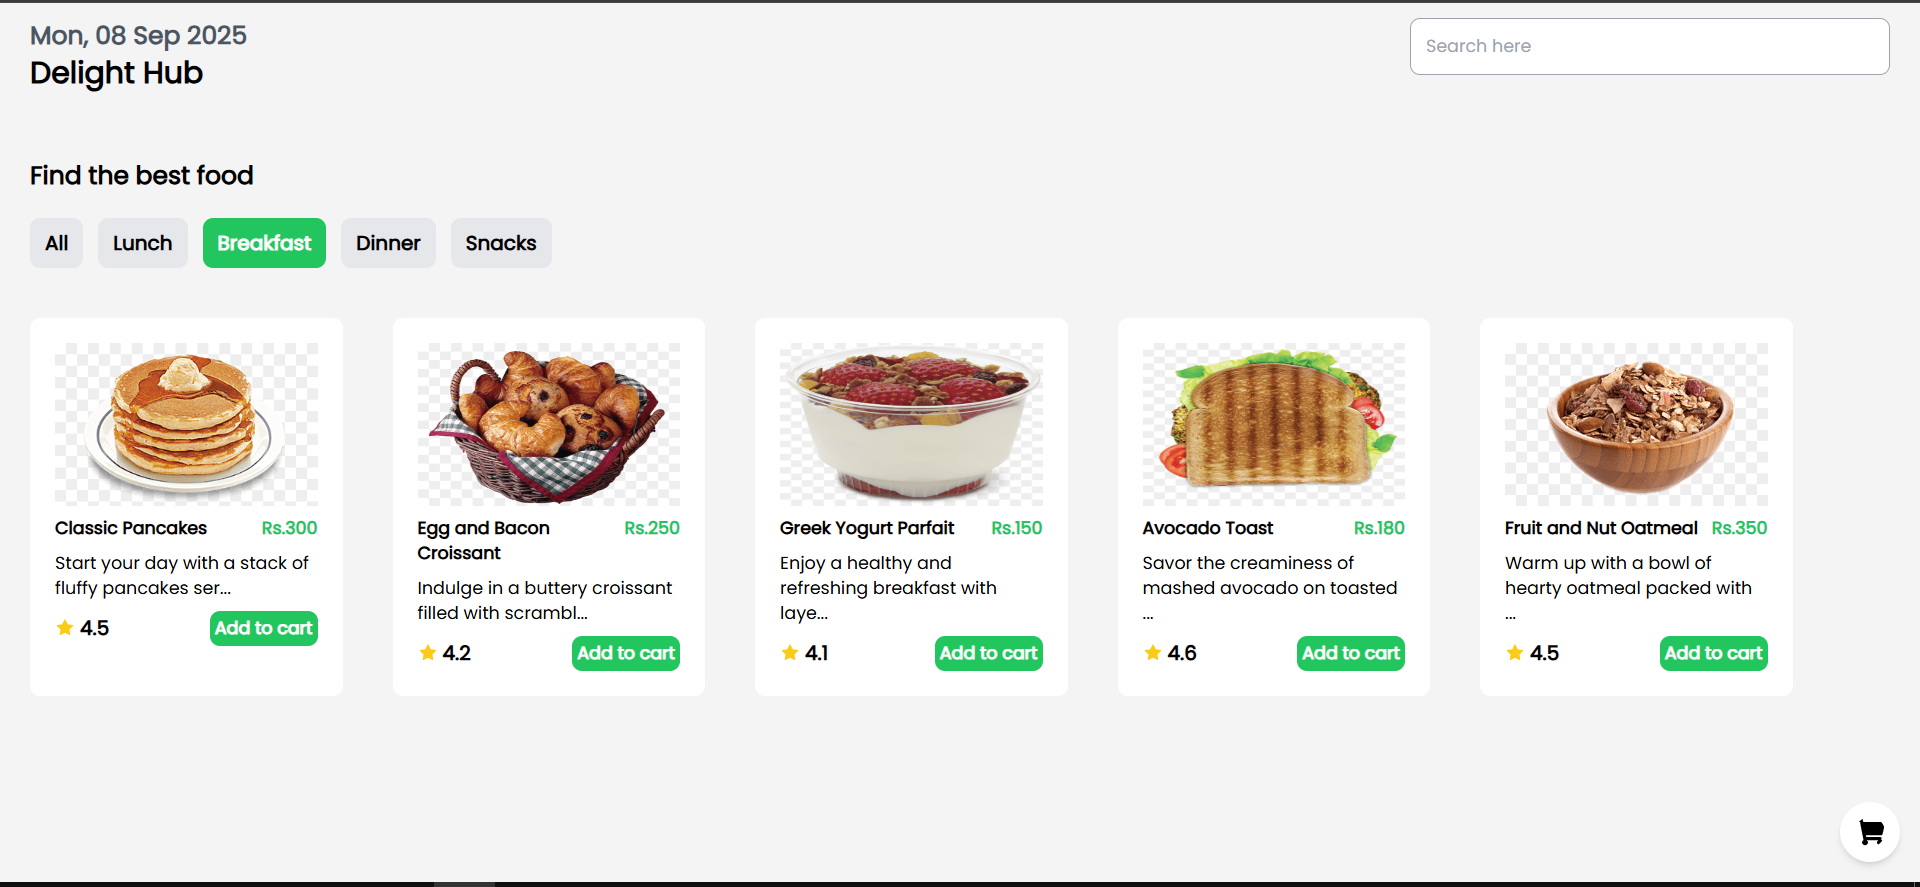 Mon, 08 Sep 2025
Delight Hub
Search here
Find the best food
All
Lunch
Breakfast
Dinner
Snacks
Classic Pancakes
Rs.300
Start your day with a stack of
fluffy pancakes ser...
4.5
Add to cart
Egg and Bacon
Croissant
Rs.250
Indulge in a buttery croissant
filled with scrambl...
4.2
Add to cart
Greek Yogurt Parfait
Rs.150
Enjoy a healthy and
refreshing breakfast with
laye...
4.1
Add to cart
Avocado Toast
Rs.180
Savor the creaminess of
mashed avocado on toasted
...
4.6
Add to cart
Fruit and Nut Oatmeal
Rs.350
Warm up with a bowl of
hearty oatmeal packed with
...
4.5
Add to cart